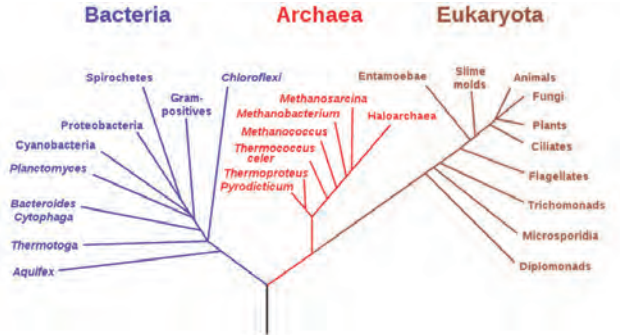 Bacteria
Archaea
Eukaryota
Spirochetes
Chloroflexi
Gram-
positives
Proteobacteria
Cyanobacteria
Planctomyces
Bacteroides
Cytophaga
Thermotoga
Aquifex
Methanosarcina
Methanobacterium
Haloarchaea
Methanococcus
Thermococcus
celer
Thermoproteus
Pyrodicticum
Entamoebae
Slime
molds
Animals
Fungi
Plants
Ciliates
Flagellates
Trichomonads
Microsporidia
Diplomonads